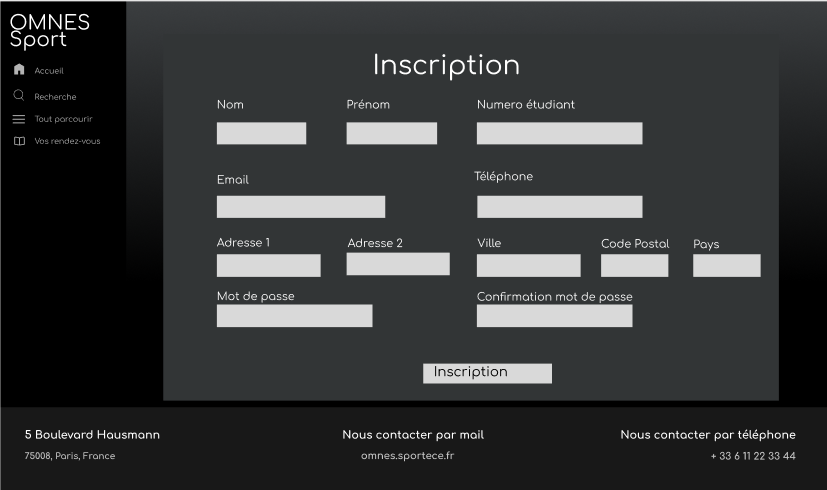 OMNES
Sport
Accueil
Recherche
Tout parcourir
Vos rendez-vous
Inscription
Nom
Prénom
Numero étudiant
Email
Téléphone
Adresse 1
Adresse 2
Ville
Code Postal
Pays
Mot de passe
Confirmation mot de passe
Inscription
5 Boulevard Hausmann
75008, Paris, France
Nous contacter par mail
omnes.sportece.fr
Nous contacter par téléphone
+ 33 6 11 22 33 44